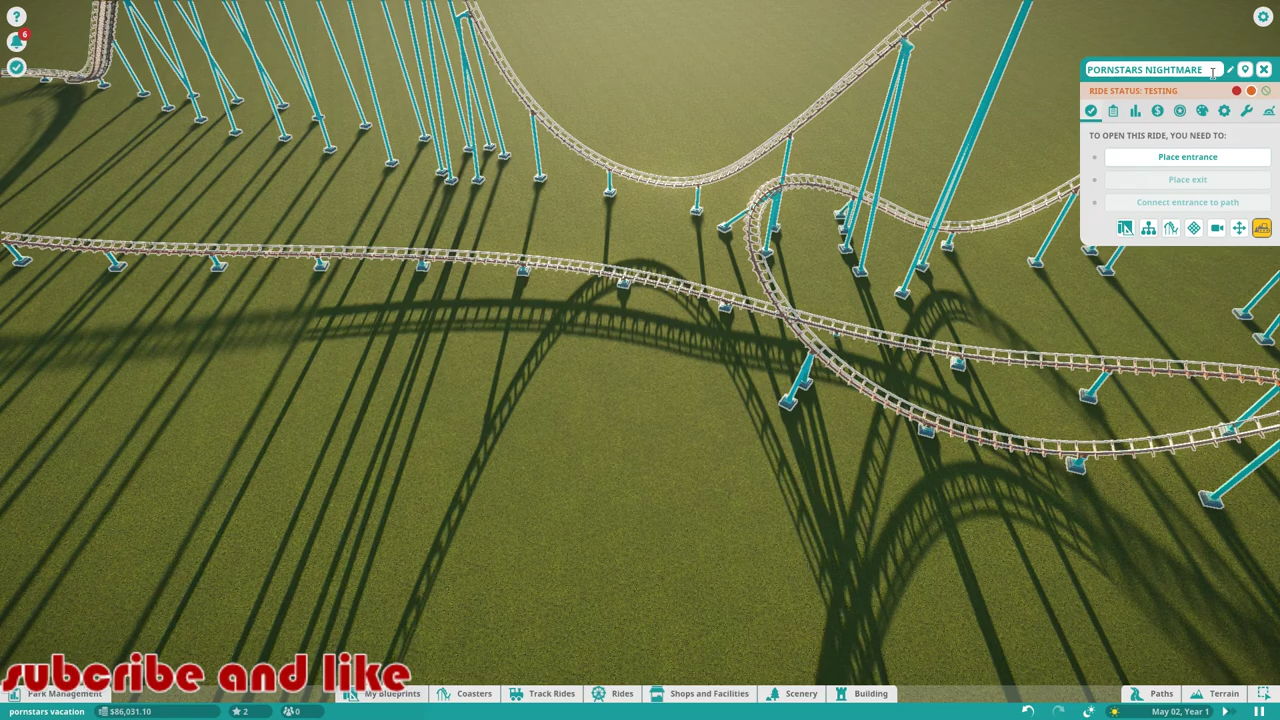 6
PORNSTARS NIGHTMARE
RIDE STATUS: TESTING
TO OPEN THIS RIDE, YOU NEED TO:
Place entrance
Place exit
Connect entrance to path
subcribe and like
Park Management
My Blueprints
Coasters
Track Rides
Rides
Shops and Facilities
Scenery
Building
Paths
Terrain
pornstars vacation
$86,031.10
2
0
May 02, Year 1